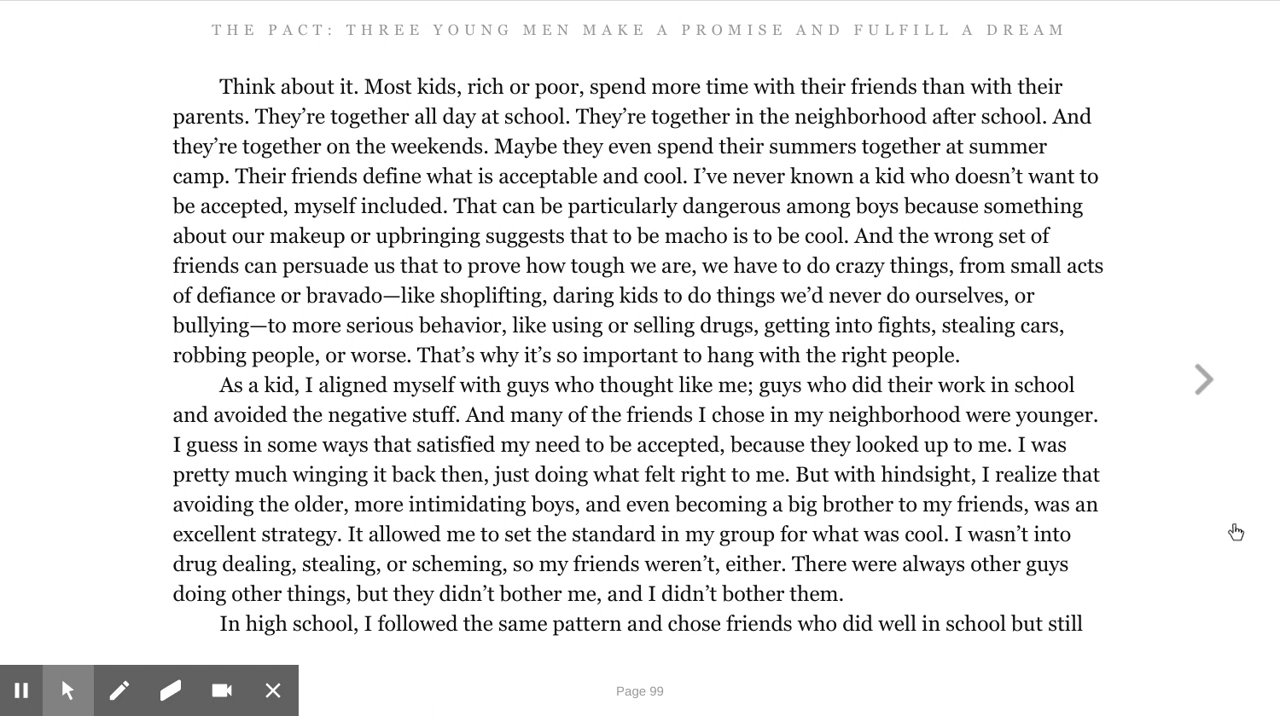 THE PACT: THREE YOUNG MEN MAKE A PROMISE AND FULFILL A DREAM
Think about it. Most kids, rich or poor, spend more time with their friends than with their
parents. They’re together all day at school. They’re together in the neighborhood after school. And
they’re together on the weekends. Maybe they even spend their summers together at summer
camp. Their friends define what is acceptable and cool. I’ve never known a kid who doesn’t want to
be accepted, myself included. That can be particularly dangerous among boys because something
about our makeup or upbringing suggests that to be macho is to be cool. And the wrong set of
friends can persuade us that to prove how tough we are, we have to do crazy things, from small acts
of defiance or bravado—like shoplifting, daring kids to do things we’d never do ourselves, or
bullying—to more serious behavior, like using or selling drugs, getting into fights, stealing cars,
robbing people, or worse. That’s why it’s so important to hang with the right people.
As a kid, I aligned myself with guys who thought like me; guys who did their work in school
and avoided the negative stuff. And many of the friends I chose in my neighborhood were younger.
I guess in some ways that satisfied my need to be accepted, because they looked up to me. I was
pretty much winging it back then, just doing what felt right to me. But with hindsight, I realize that
avoiding the older, more intimidating boys, and even becoming a big brother to my friends, was an
excellent strategy. It allowed me to set the standard in my group for what was cool. I wasn’t into
drug dealing, stealing, or scheming, so my friends weren’t, either. There were always other guys
doing other things, but they didn’t bother me, and I didn’t bother them.
In high school, I followed the same pattern and chose friends who did well in school but still
Page 99